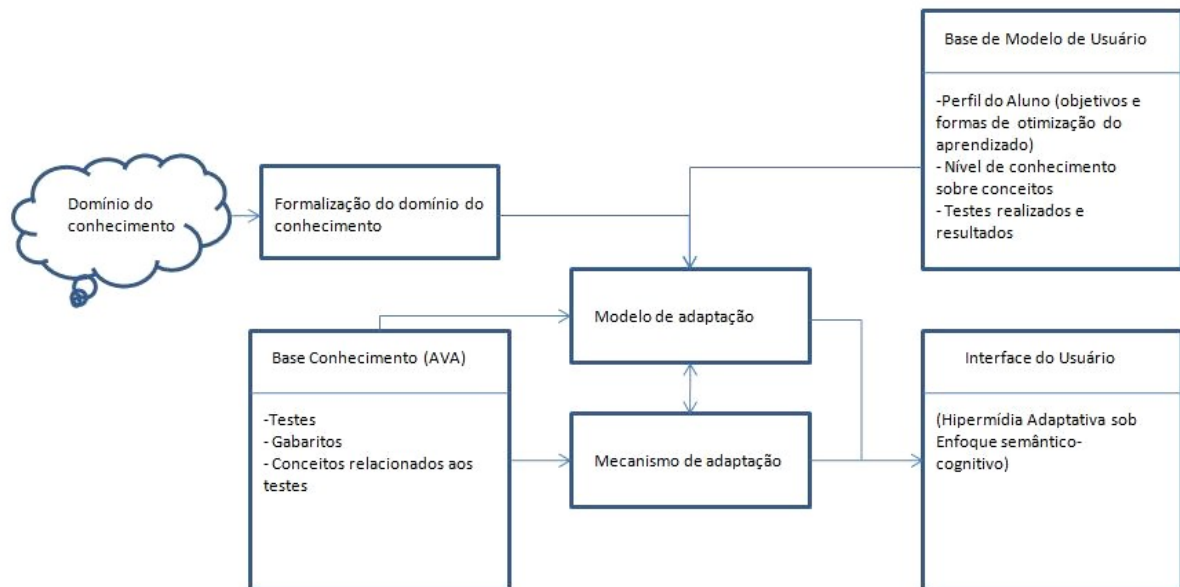 Base de Modelo de Usuário
-Perfil do Aluno (objetivos e
formas de otimização do
aprendizado)
- Nível de conhecimento
sobre conceitos
- Testes realizados e
resultados
Domínio do
conhecimento
Formalização do domínio do
conhecimento
Modelo de adaptação
Base Conhecimento (AVA)
-Testes
- Gabaritos
- Conceitos relacionados aos
testes
Mecanismo de adaptação
Interface do Usuário
(Hipermídia Adaptativa sob
Enfoque semântico-
cognitivo)